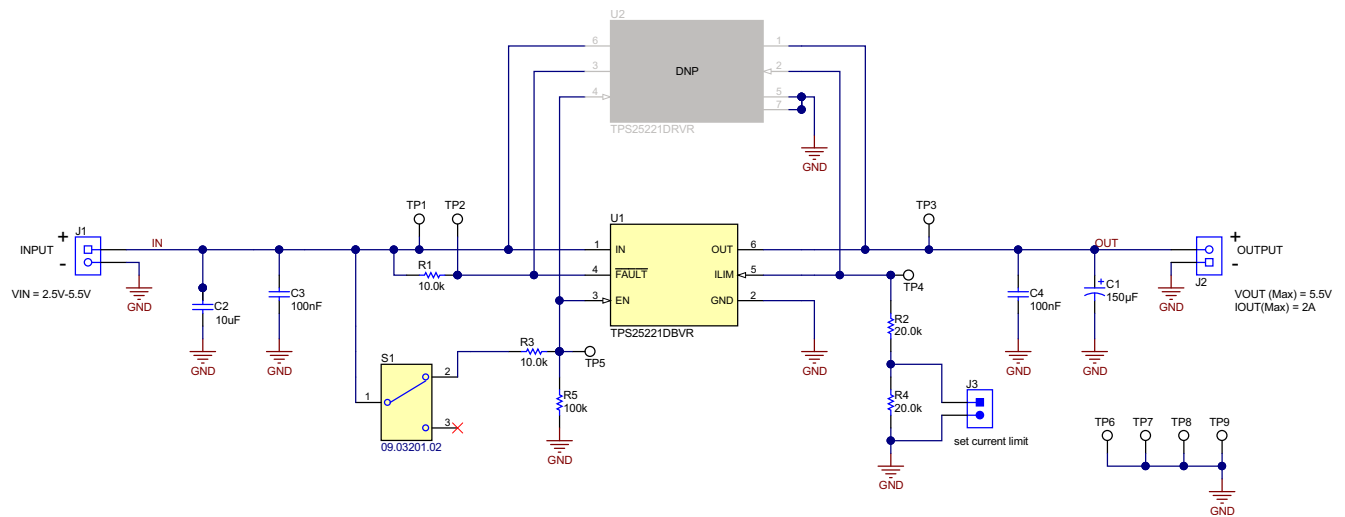 U2
6
3
4
DNP
1
2
5
7
TPS25221DRVR
GND
TP1
TP2
TP3
U1
J1
INPUT
+
-
IN
VIN = 2.5V-5.5V
GND
C2
10uF
GND
C3
100nF
GND
R1
10.0k
1
IN
4
FAULT
3
EN
OUT
6
ILIM
5
GND
2
TPS25221DBVR
GND
TP4
R2
20.0k
R4
20.0k
GND
J3
set current limit
C4
100nF
GND
OUT
C1
+
150µF
GND
+
OUTPUT
-
J2
GND
VOUT (Max) = 5.5V
IOUT(Max) = 2A
S1
1
2
3
09.03201.02
R3
10.0k
TP5
R5
100k
GND
TP6
TP7
TP8
TP9
GND